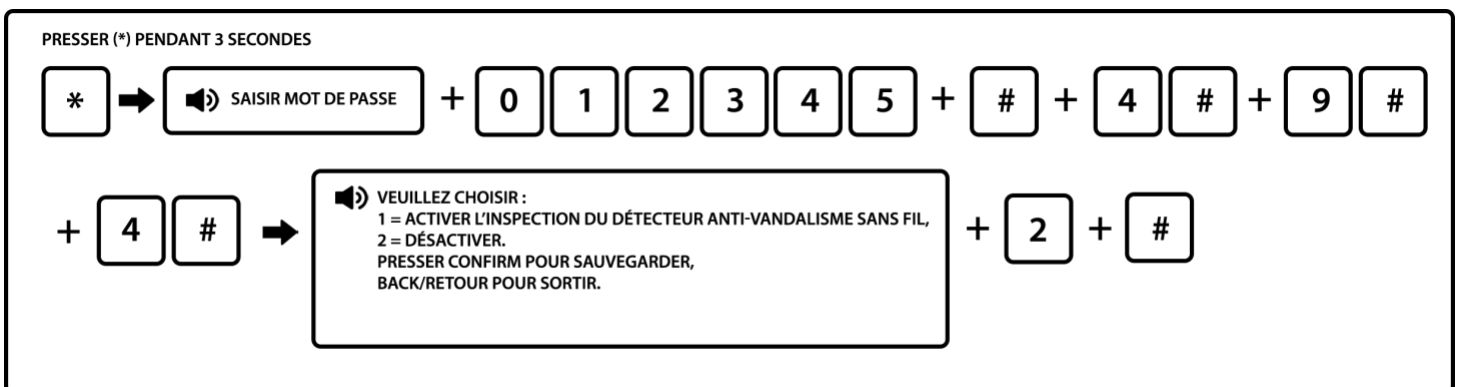 PRESSER (*) PENDANT 3 SECONDES
* SAISIR MOT DE PASSE + 0 1 2 3 4 5 + # + 4 # + 9 #
+ 4 # VEUILLEZ CHOISIR :
1 = ACTIVER L'INSPECTION DU DÉTECTEUR ANTI-VANDALISME SANS FIL,
2 = DÉSACTIVER.
PRESSER CONFIRM POUR SAUVEGARDER,
BACK/RETOUR POUR SORTIR.
+ 2 + #